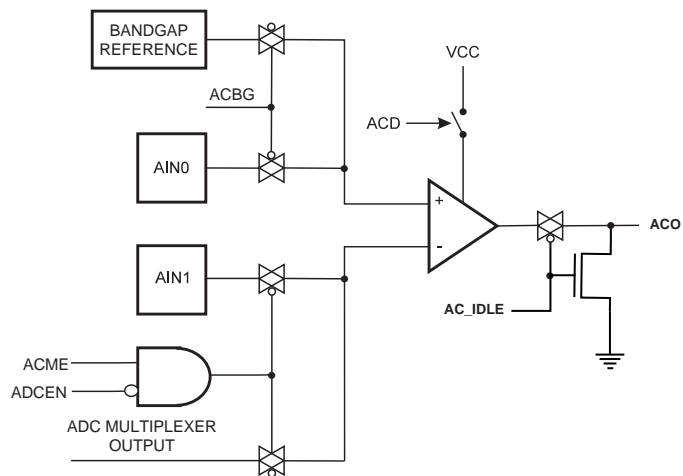 BANDGAP
REFERENCE
VCC
ACBG
ACD
AIN0
+
-
ACO
AIN1
AC_IDLE
ACME
ADCEN
ADC MULTIPLEXER
OUTPUT